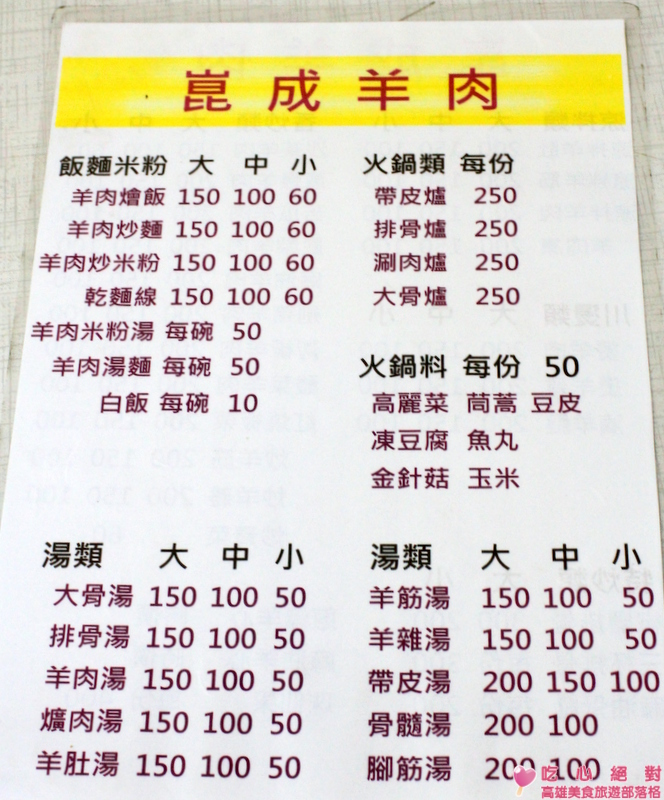 崑成羊肉
飯麵米粉 大 中 小
羊肉燴飯 150 100 60
羊肉炒麵 150 100 60
羊肉炒米粉 150 100 60
乾麵線 150 100 60
羊肉米粉湯 每碗 50
羊肉湯麵 每碗 50
白飯 每碗 10
火鍋類 每份
帶皮爐 250
排骨爐 250
涮肉爐 250
大骨爐 250
火鍋料 每份 50
高麗菜 茼蒿 豆皮
凍豆腐 魚丸
金針菇 玉米
湯類 大 中 小
大骨湯 150 100 50
排骨湯 150 100 50
羊肉湯 150 100 50
爌肉湯 150 100 50
羊肚湯 150 100 50
湯類 大 中 小
羊筋湯 150 100 50
羊雜湯 150 100 50
帶皮湯 200 150 100
骨髓湯 200 100
腳筋湯 200 100
吃心絕對
高雄美食旅遊部落格